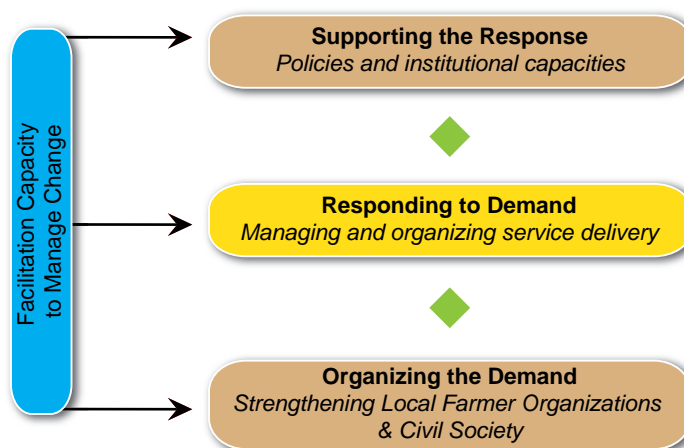 Facilitation Capacity
to Manage Change
Supporting the Response
Policies and institutional capacities
Responding to Demand
Managing and organizing service delivery
Organizing the Demand
Strengthening Local Farmer Organizations
& Civil Society